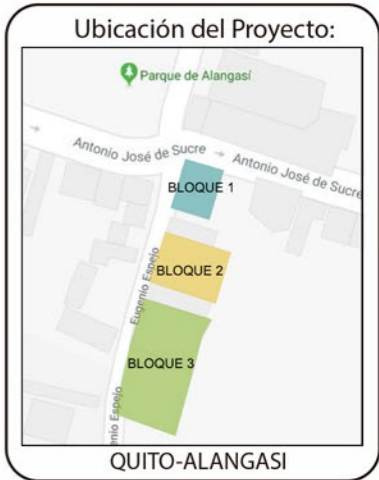 Ubicación del Proyecto:
Parque de Alangasí
Antonio José de Sucre
Antonio José de Sucre
BLOQUE 1
BLOQUE 2
Eugenio Espejo
BLOQUE 3
enio Espejo
QUITO-ALANGASI